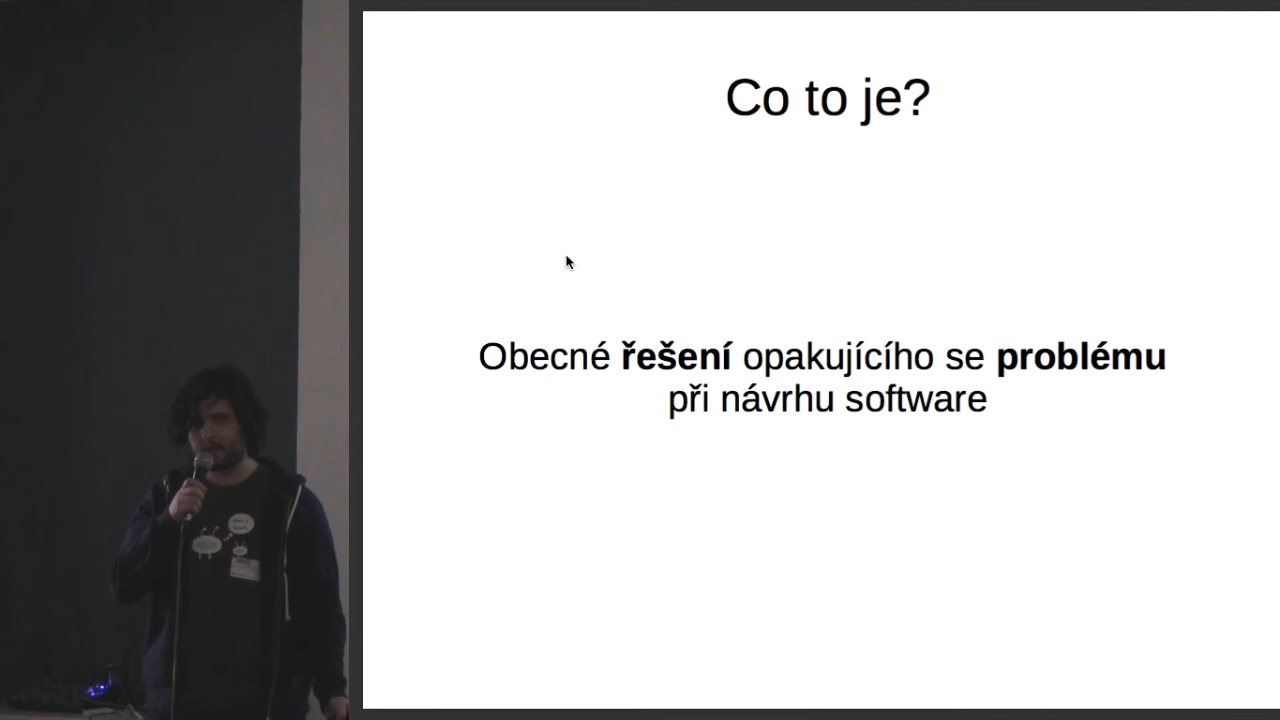 Co to je?
Obecné řešení opakujícího se problému
při návrhu software